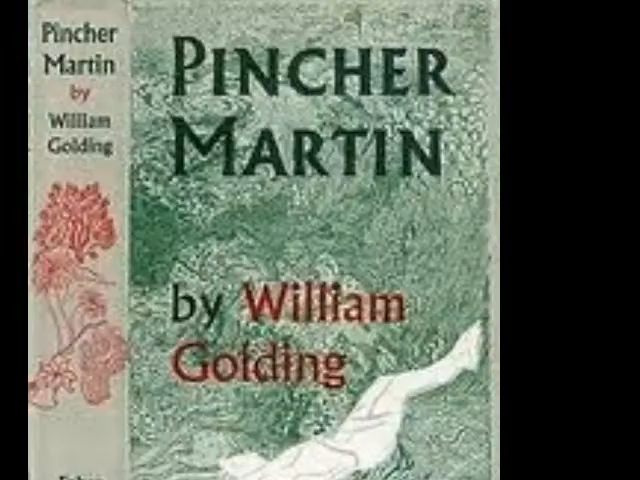 Pincher
Martin
by
William
Golding
PINCHER
MARTIN
by William
Golding